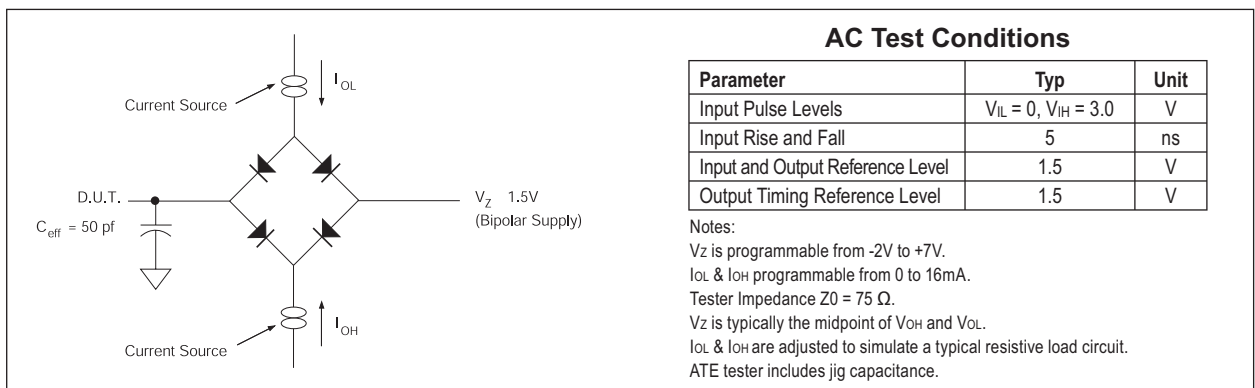 I_OL
Current Source
D.U.T.
C_eff = 50 pf
V_Z 1.5V
(Bipolar Supply)
I_OH
Current Source
AC Test Conditions
Parameter Typ Unit
Input Pulse Levels VIL = 0, VIH = 3.0 V
Input Rise and Fall 5 ns
Input and Output Reference Level 1.5 V
Output Timing Reference Level 1.5 V
Notes:
VZ is programmable from -2V to +7V.
IOL & IOH programmable from 0 to 16mA.
Tester Impedance Z0 = 75 Ω.
VZ is typically the midpoint of VOH and VOL.
IOL & IOH are adjusted to simulate a typical resistive load circuit.
ATE tester includes jig capacitance.